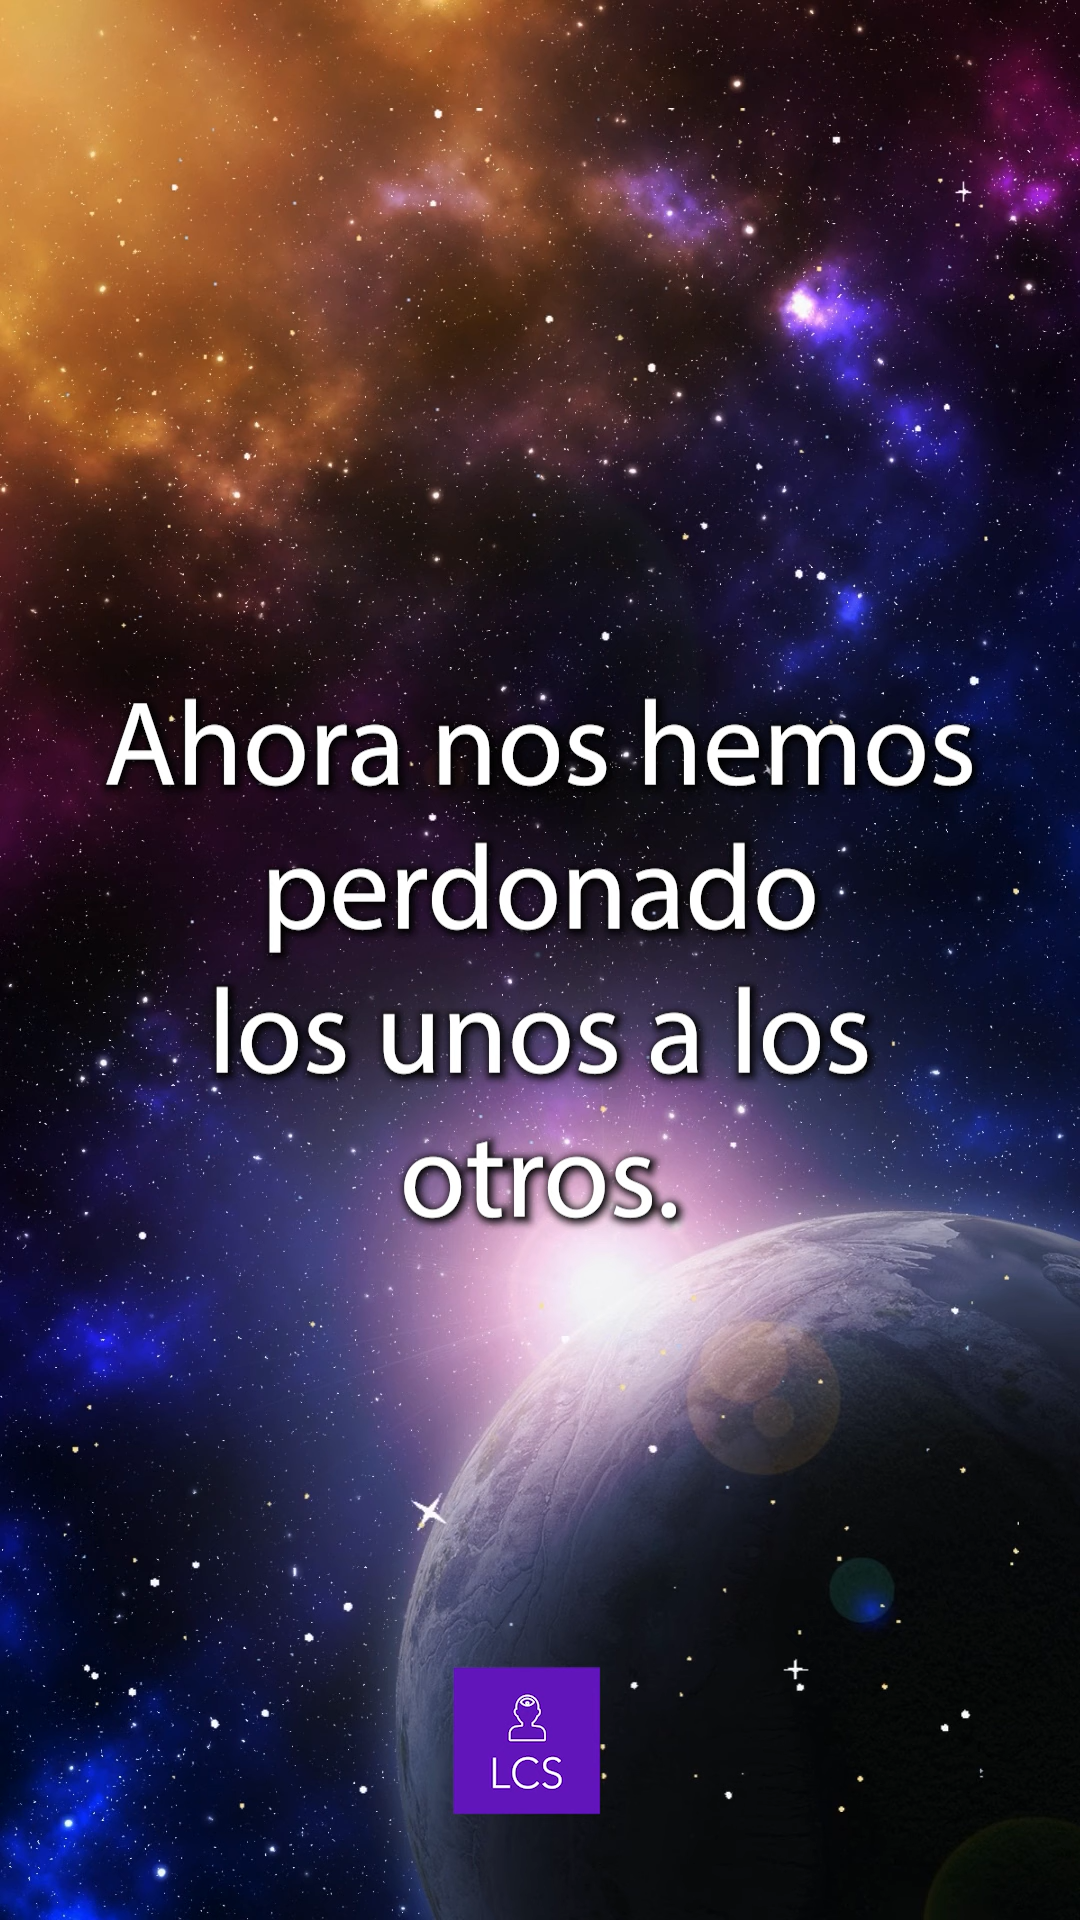 Ahora nos hemos
perdonado
los unos a los
otros.
LCS